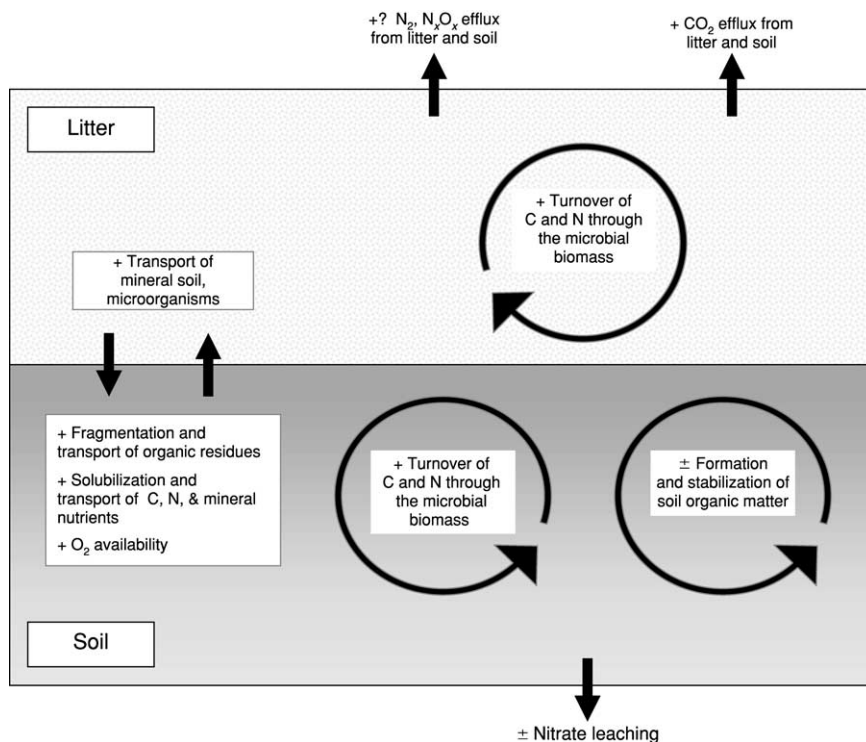 +? N₂, NₓOₓ efflux
from litter and soil
+ CO₂ efflux from
litter and soil
Litter
+ Turnover of
C and N through
the microbial
biomass
+ Transport of
mineral soil,
microorganisms
+ Fragmentation and
transport of organic residues
+ Solubilization and
transport of C, N, & mineral
nutrients
+ O₂ availability
+ Turnover of
C and N through
the microbial
biomass
± Formation
and stabilization of
soil organic matter
Soil
± Nitrate leaching